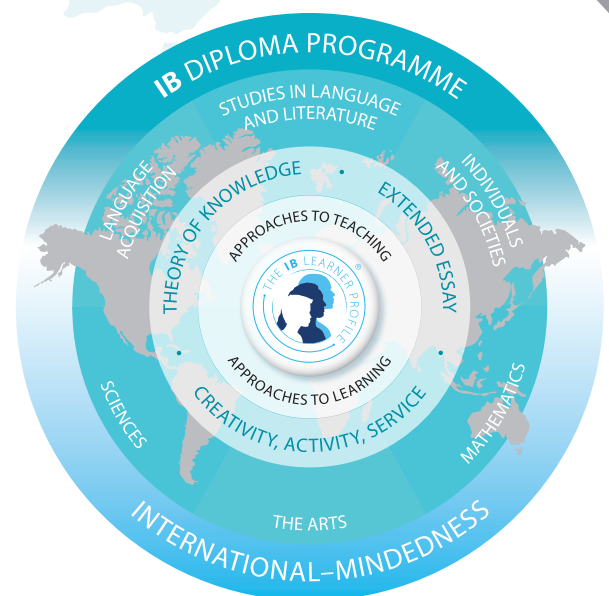 IB DIPLOMA PROGRAMME
STUDIES IN LANGUAGE
AND LITERATURE
LANGUAGE
ACQUISITION
INDIVIDUALS
AND SOCIETIES
THEORY OF KNOWLEDGE
EXTENDED ESSAY
APPROACHES TO TEACHING
THE IB LEARNER PROFILE ®
APPROACHES TO LEARNING
CREATIVITY, ACTIVITY, SERVICE
SCIENCES
MATHEMATICS
THE ARTS
INTERNATIONAL–MINDEDNESS